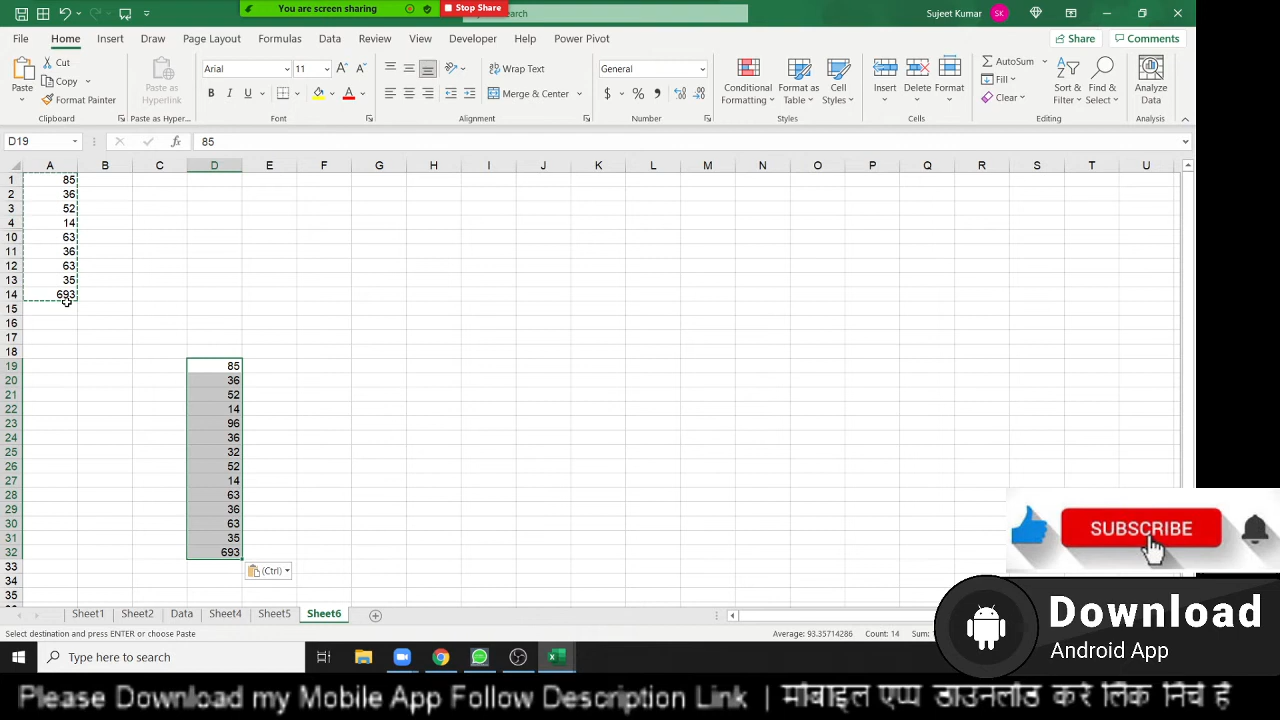 You are screen sharing
Stop Share
Search
Sujeet Kumar
SK
File Home Insert Draw Page Layout Formulas Data Review View Developer Help Power Pivot
Share Comments
Paste
Cut
Copy
Format Painter
Clipboard
Paste as
Hyperlink
Paste as Hyper...
Arial 11
B I U
Font
Wrap Text
Merge & Center
Alignment
General
$ % 9
Number
Conditional
Formatting
Format as
Table
Cell
Styles
Styles
Insert
Delete
Format
Cells
AutoSum
Fill
Clear
Sort &
Filter
Find &
Select
Editing
Analyze
Data
Analysis
D19 fx 85
A B C D E F G H I J K L M N O P Q R S T U
1 85
2 36
3 52
4 14
10 63
11 36
12 63
13 35
14 693
15
16
17
18
19 85
20 36
21 52
22 14
23 96
24 36
25 32
26 52
27 14
28 63
29 36
30 63
31 35
32 693
33
34
35
(Ctrl)
SUBSCRIBE
Sheet1 Sheet2 Data Sheet4 Sheet5 Sheet6
Select destination and press ENTER or choose Paste
Average: 93.35714286 Count: 14 Sum:
Download
Android App
Type here to search
Please Download my Mobile App Follow Description Link | मोबाइल एप्प डाउनलोड करे लिंक निचे है